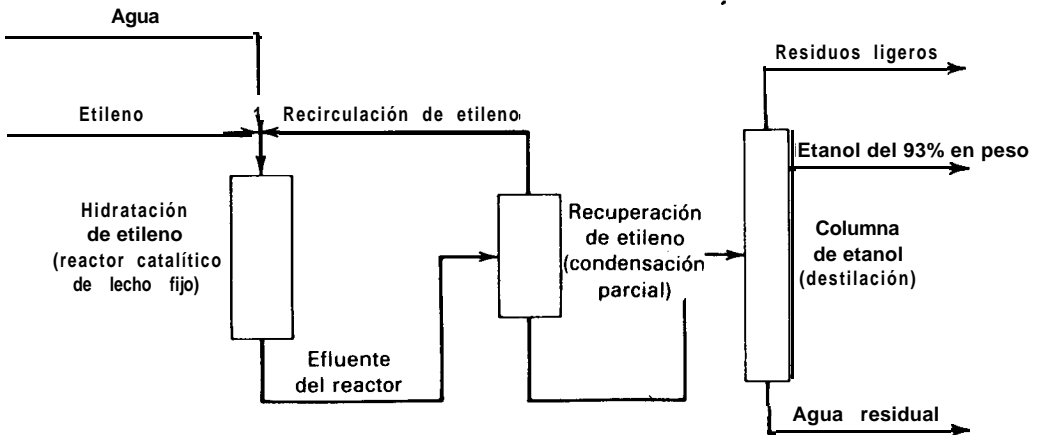 Agua
Etileno
Recirculación de etileno
Hidratación
de etileno
(reactor catalítico
de lecho fijo)
Efluente
del reactor
Recuperación
de etileno
(condensación
parcial)
Residuos ligeros
Etanol del 93% en peso
Columna
de etanol
(destilación)
Agua residual